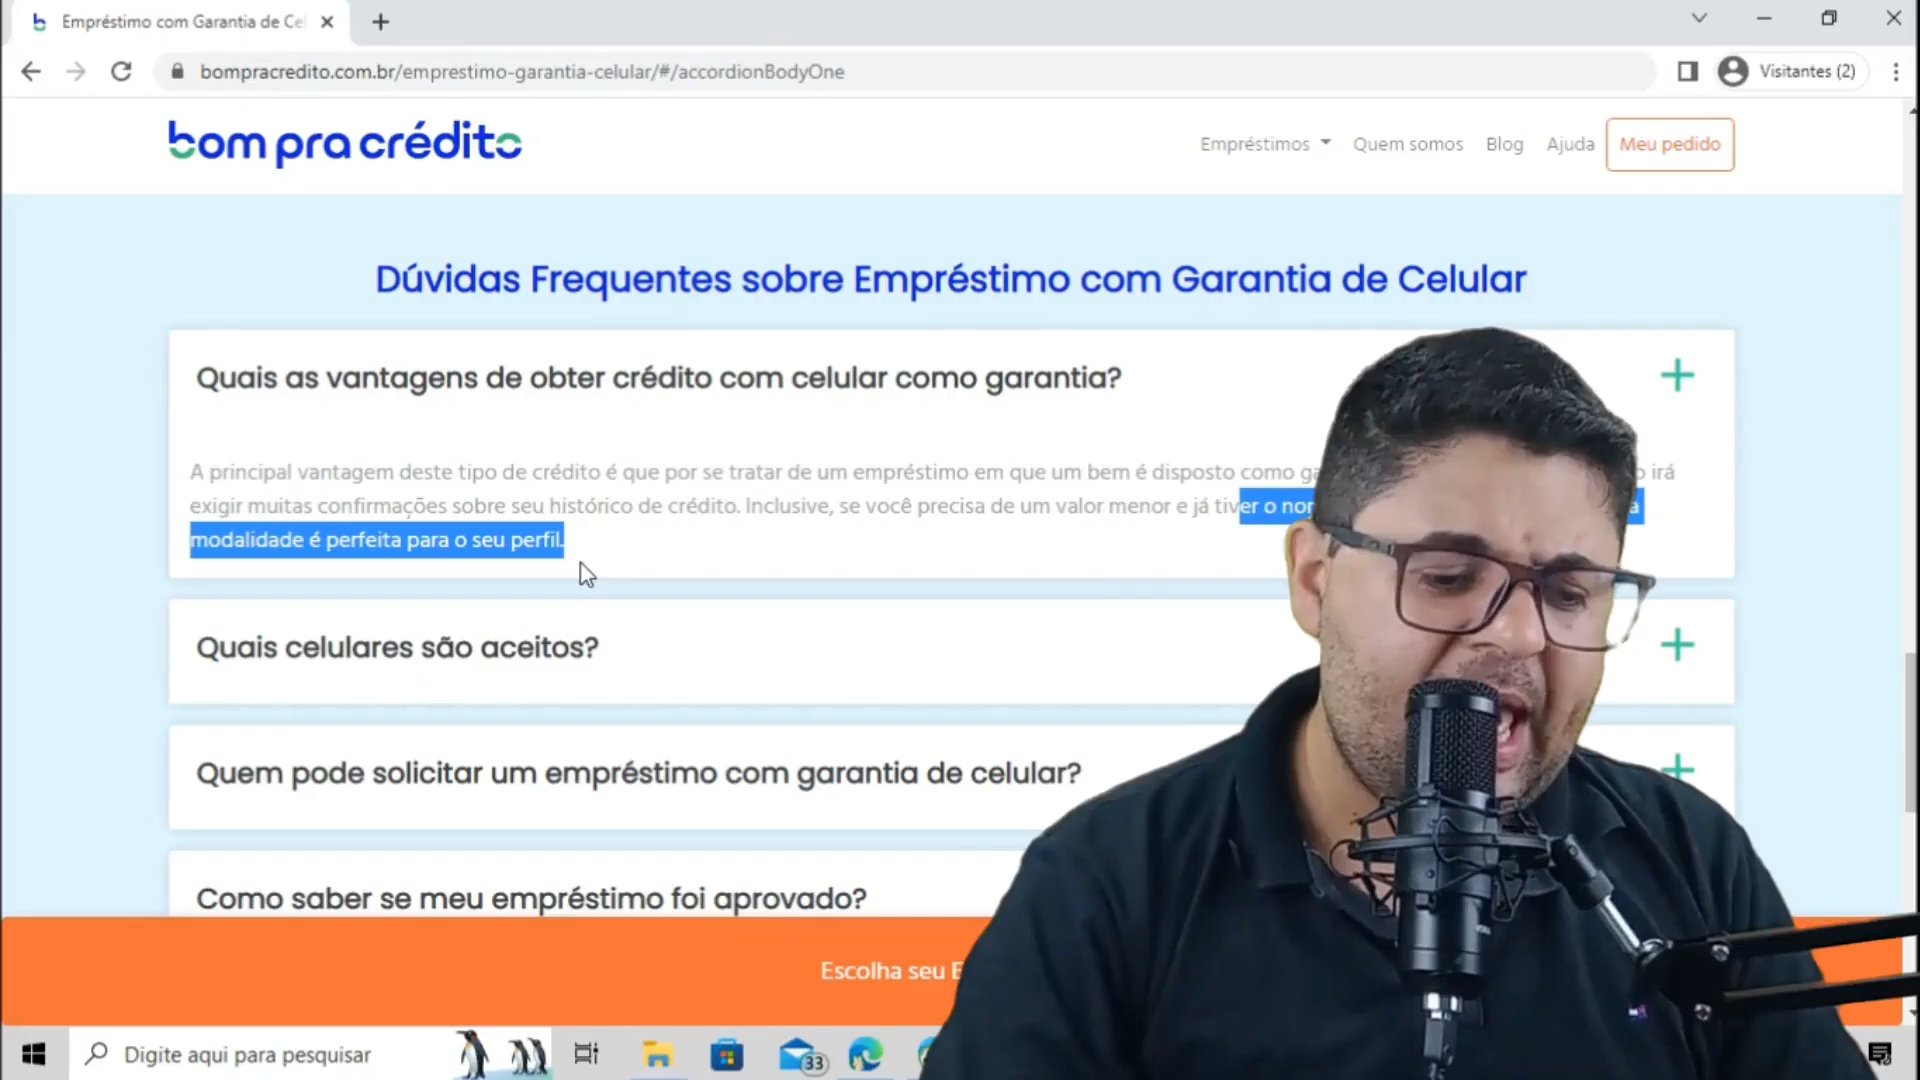 Empréstimo com Garantia de Cel
bompracredito.com.br/emprestimo-garantia-celular/#/accordionBodyOne
Visitantes (2)
bom pra crédito
Empréstimos
Quem somos
Blog
Ajuda
Meu pedido
Dúvidas Frequentes sobre Empréstimo com Garantia de Celular
Quais as vantagens de obter crédito com celular como garantia?
A principal vantagem deste tipo de crédito é que por se tratar de um empréstimo em que um bem é disposto como irá
exigir muitas confirmações sobre seu histórico de crédito. Inclusive, se você precisa de um valor menor e já tiver o
modalidade é perfeita para o seu perfil.
Quais celulares são aceitos?
Quem pode solicitar um empréstimo com garantia de celular?
Como saber se meu empréstimo foi aprovado?
Escolha seu
Digite aqui para pesquisar
33